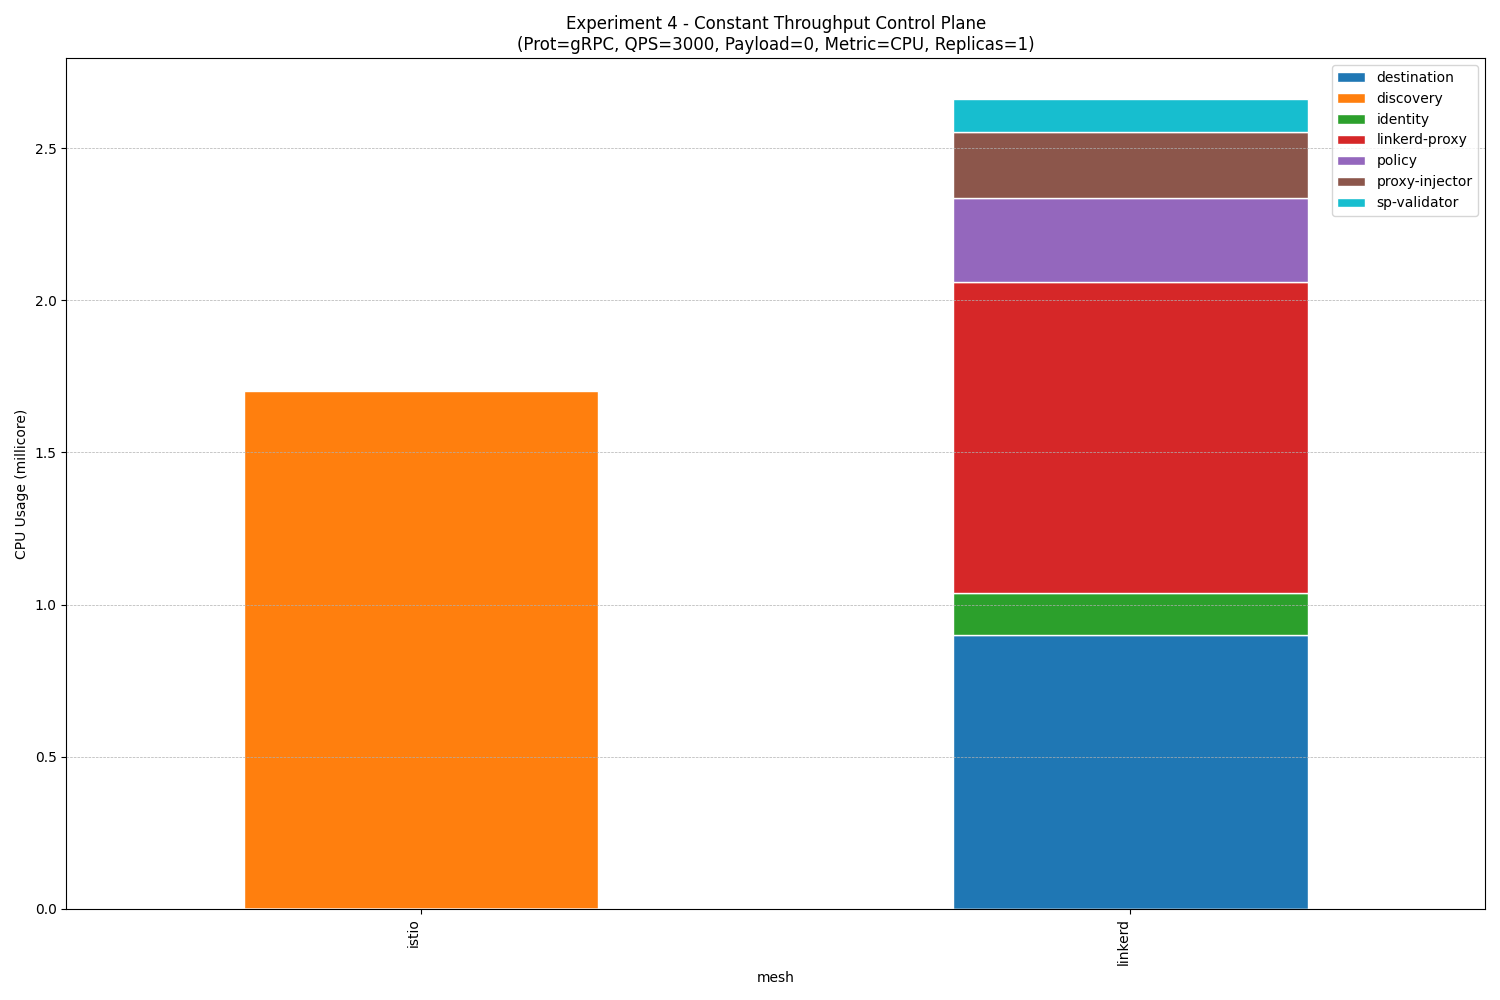 Experiment 4 - Constant Throughput Control Plane
(Prot=gRPC, QPS=3000, Payload=0, Metric=CPU, Replicas=1)
destination
discovery
identity
linkerd-proxy
policy
proxy-injector
sp-validator
CPU Usage (millicore)
2.5
2.0
1.5
1.0
0.5
0.0
istio
linkerd
mesh